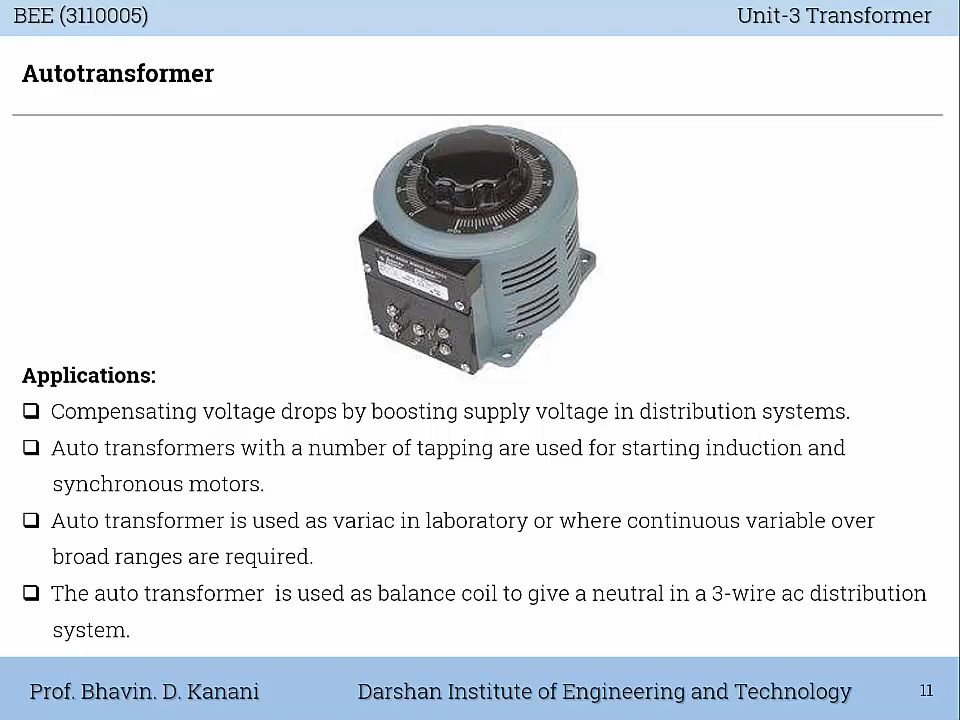 BEE (3110005)
Unit-3 Transformer
Autotransformer
Applications:
❑ Compensating voltage drops by boosting supply voltage in distribution systems.
❑ Auto transformers with a number of tapping are used for starting induction and
synchronous motors.
❑ Auto transformer is used as variac in laboratory or where continuous variable over
broad ranges are required.
❑ The auto transformer is used as balance coil to give a neutral in a 3-wire ac distribution
system.
Prof. Bhavin. D. Kanani
Darshan Institute of Engineering and Technology
11